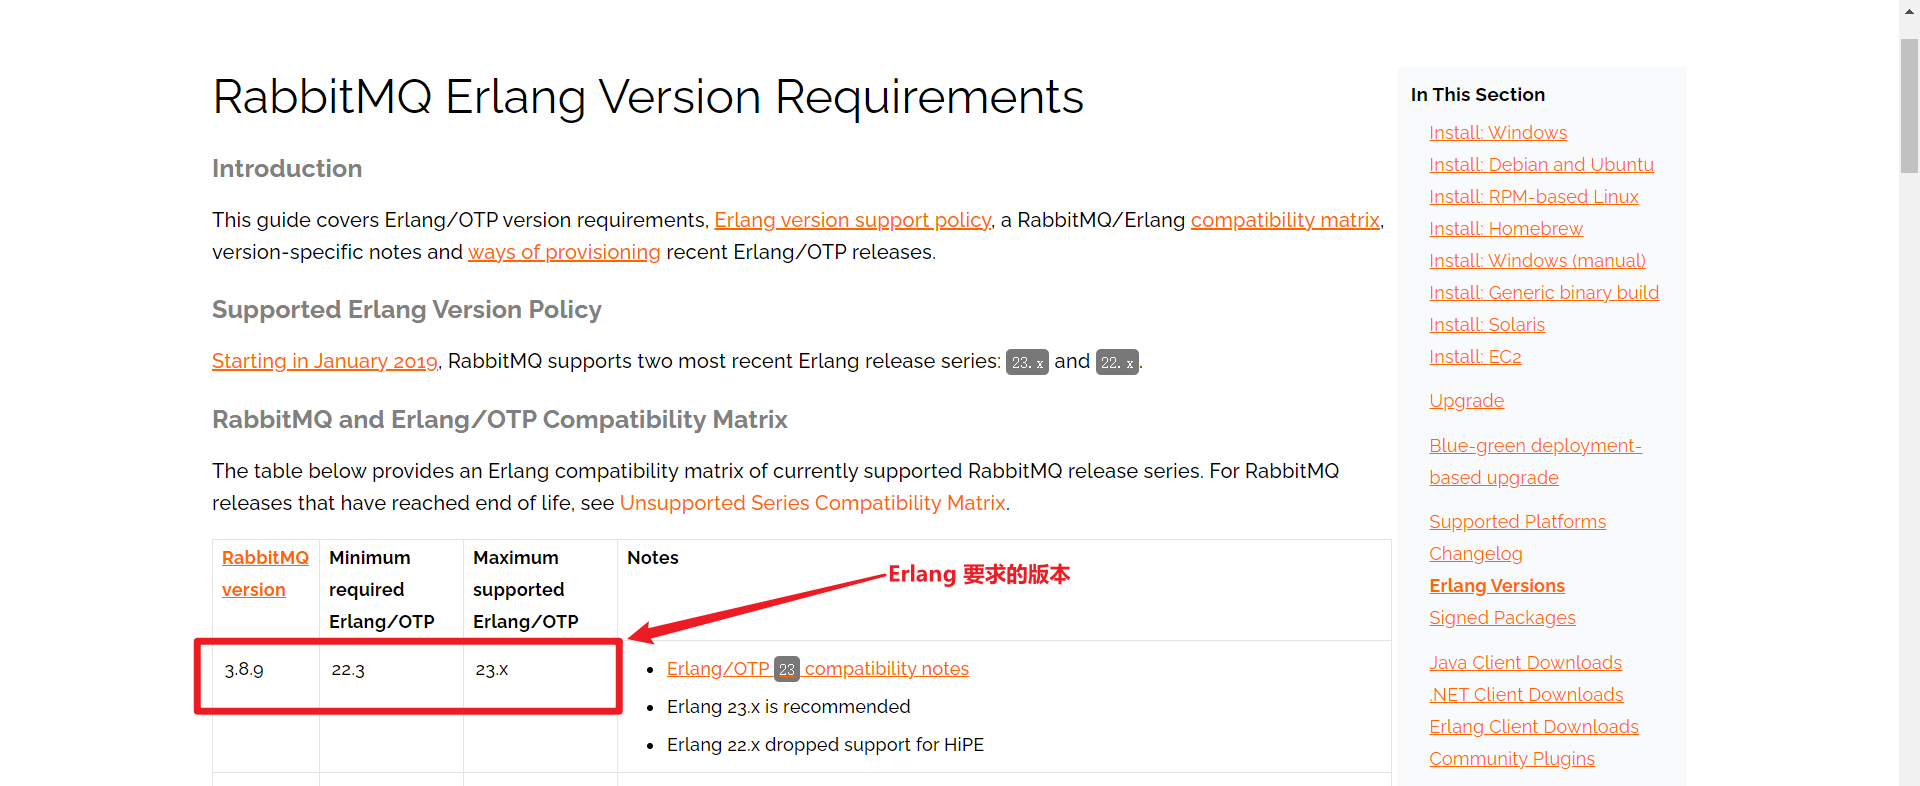 RabbitMQ Erlang Version Requirements
Introduction
This guide covers Erlang/OTP version requirements, Erlang version support policy, a RabbitMQ/Erlang compatibility matrix,
version-specific notes and ways of provisioning recent Erlang/OTP releases.
Supported Erlang Version Policy
Starting in January 2019, RabbitMQ supports two most recent Erlang release series: 23.x and 22.x.
RabbitMQ and Erlang/OTP Compatibility Matrix
The table below provides an Erlang compatibility matrix of currently supported RabbitMQ release series. For RabbitMQ
releases that have reached end of life, see Unsupported Series Compatibility Matrix.
RabbitMQ version
Minimum required Erlang/OTP
Maximum supported Erlang/OTP
Notes
Erlang 要求的版本
3.8.9
22.3
23.x
• Erlang/OTP 23 compatibility notes
• Erlang 23.x is recommended
• Erlang 22.x dropped support for HiPE
In This Section
Install: Windows
Install: Debian and Ubuntu
Install: RPM-based Linux
Install: Homebrew
Install: Windows (manual)
Install: Generic binary build
Install: Solaris
Install: EC2
Upgrade
Blue-green deployment-
based upgrade
Supported Platforms
Changelog
Erlang Versions
Signed Packages
Java Client Downloads
.NET Client Downloads
Erlang Client Downloads
Community Plugins